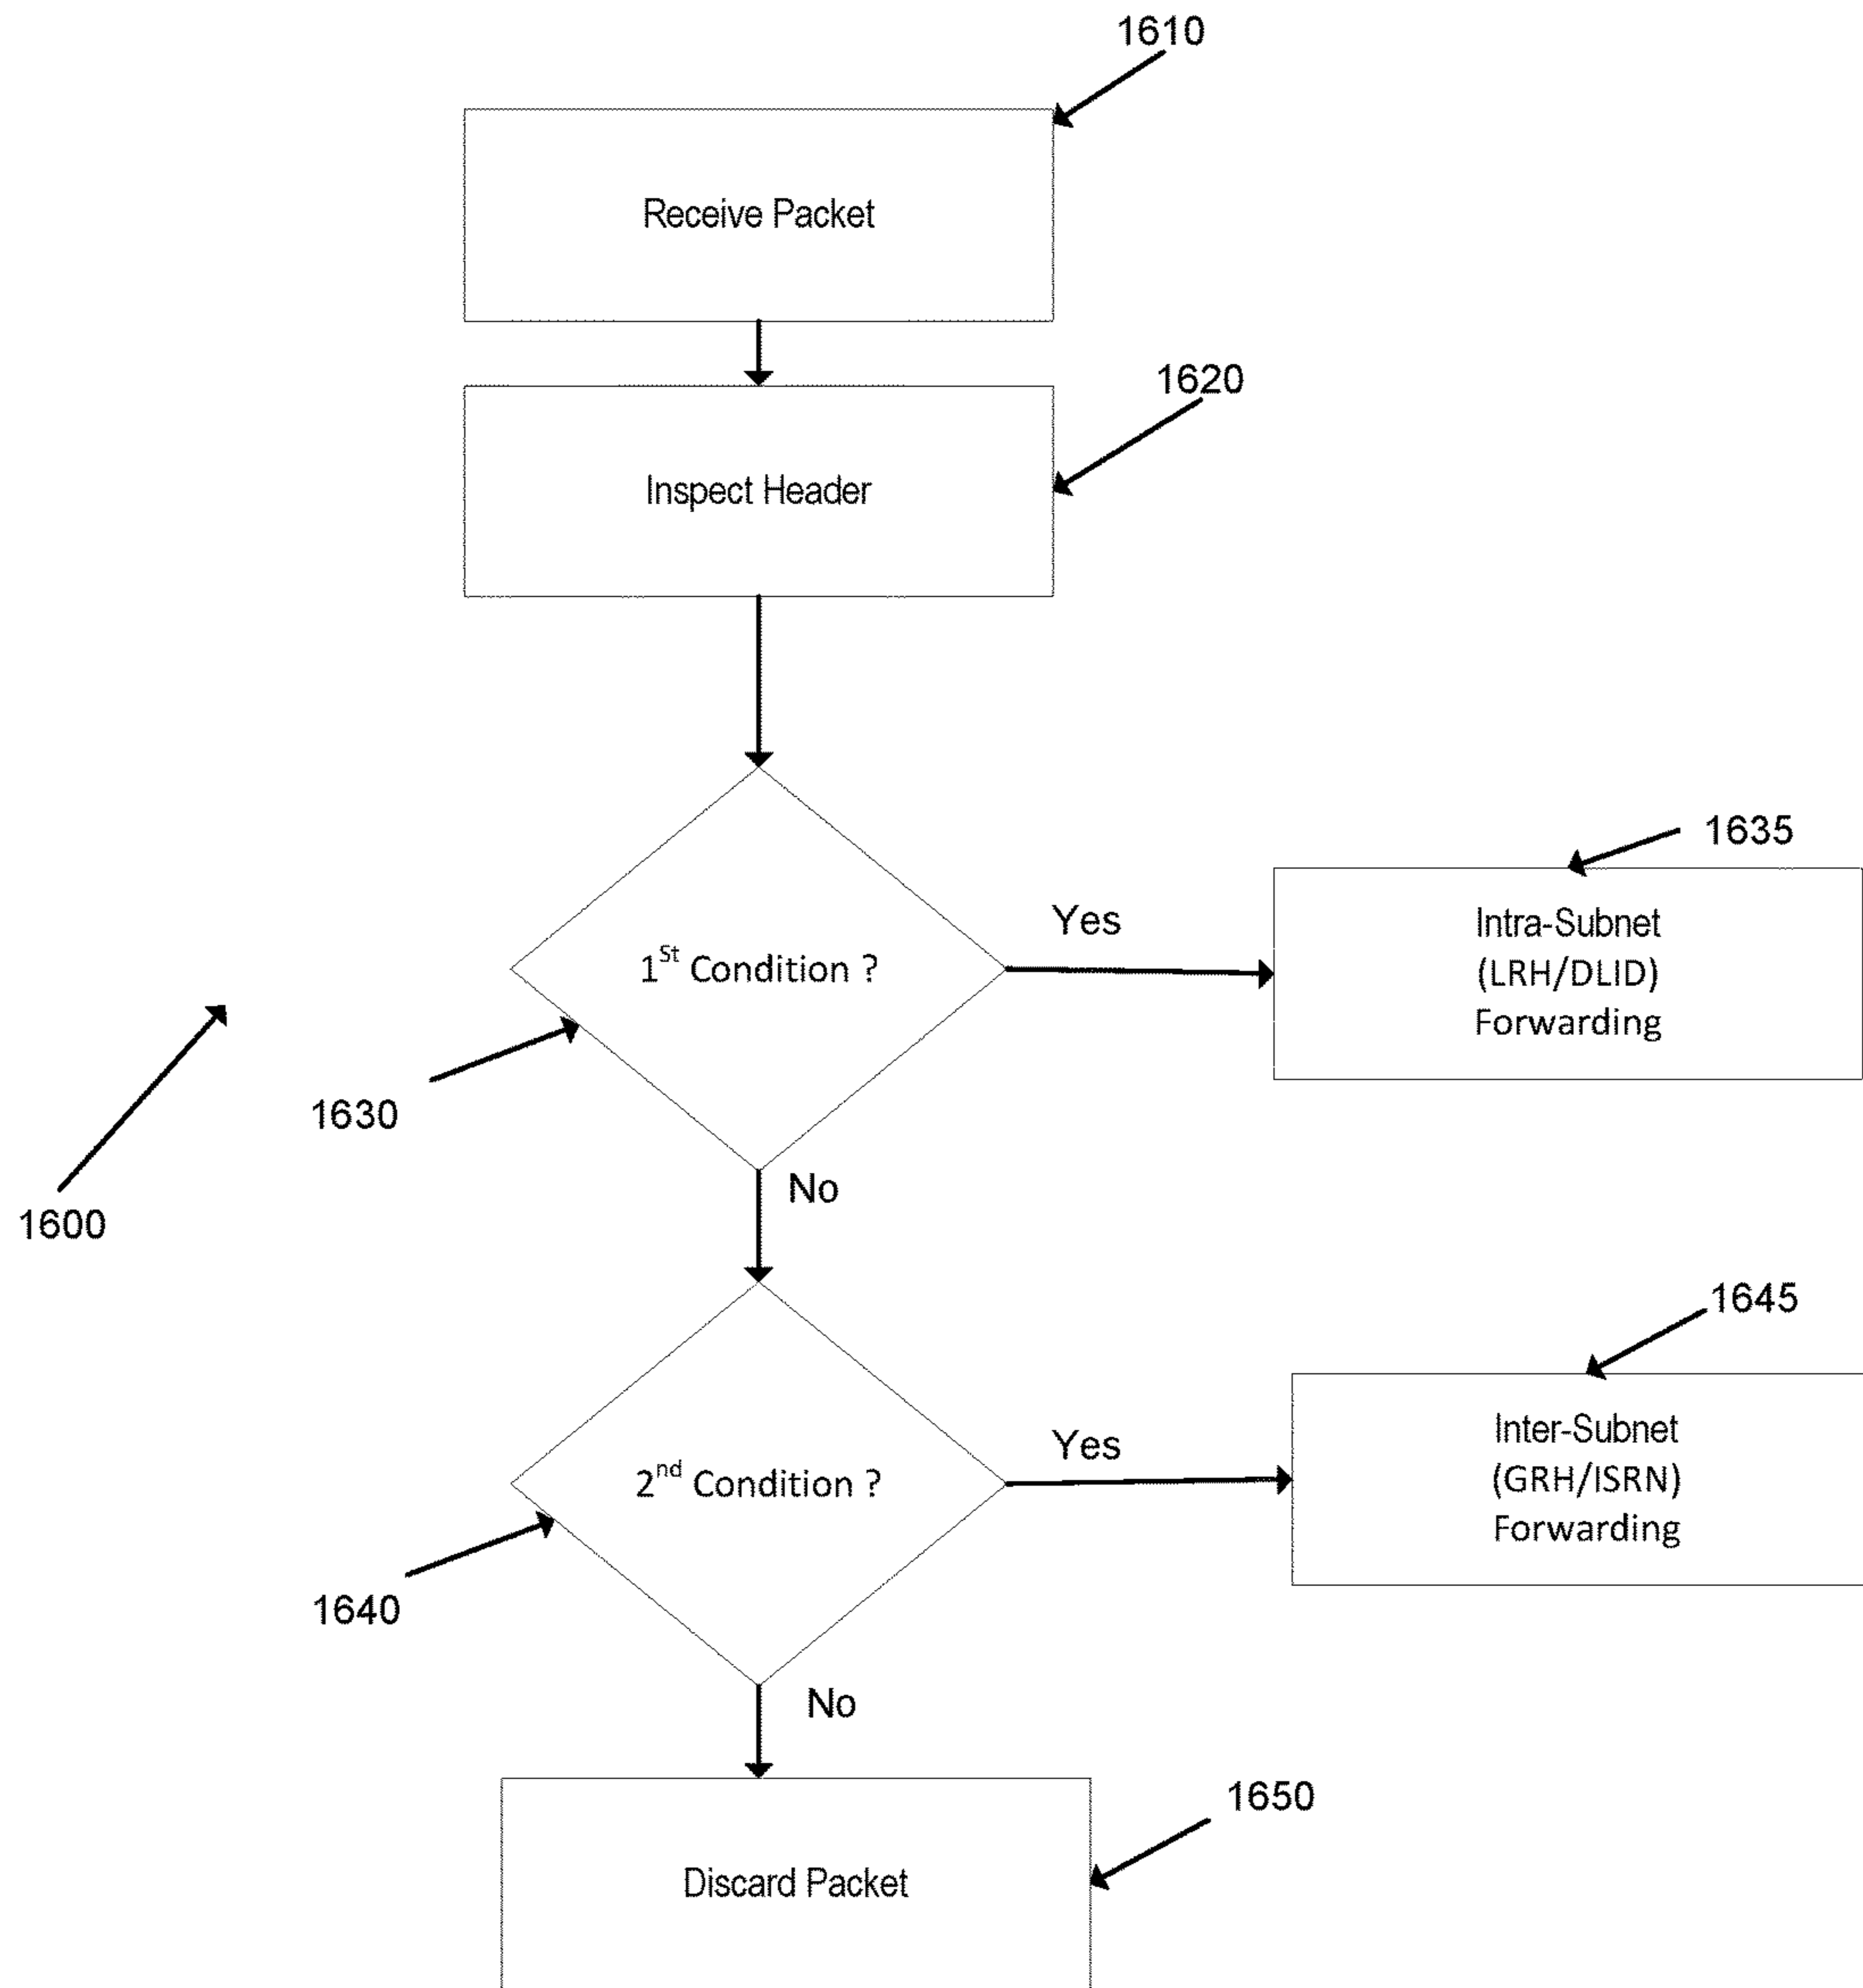 1610
Receive Packet
1620
Inspect Header
1635
1St Condition ?
Yes
Intra-Subnet
(LRH/DLID)
Forwarding
1630
No
1600
1645
2nd Condition ?
Yes
Inter-Subnet
(GRH/ISRN)
Forwarding
1640
No
1650
Discard Packet